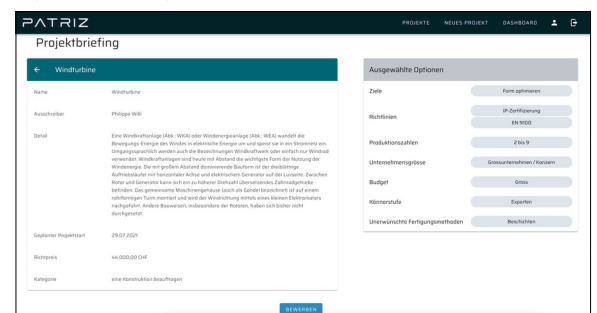 PATRIZ
PROJEKTE NEUES PROJEKT DASHBOARD
Projektbriefing
Windturbine
Name Windturbine
Ausschreiber Philippe Willi
Detail Eine Windkraftanlage (Abk.: WKA) oder Windenergieanlage (Abk.: WEA) wandelt die
Bewegungs-Energie des Windes in elektrische Energie um und speist sie in ein Stromnetz ein.
Umgangssprachlich werden auch die Bezeichnungen Windkraftwerk oder einfach nur Windrad
verwendet. Windkraftanlagen sind heute mit Abstand die wichtigste Form der Nutzung der
Windenergie. Die mit großem Abstand dominierende Bauform ist der dreiblättrige
Auftriebsläufer mit horizontaler Achse und elektrischem Generator auf der Luvseite. Zwischen
Rotor und Generator kann sich ein zu höherer Drehzahl übersetzendes Zahnradgetriebe
befinden. Das gemeinsame Maschinengehäuse (auch als Gondel bezeichnet) ist auf einem
rohrförmigen Turm montiert und wird der Windrichtung mittels eines kleinen Elektromotors
nachgeführt. Andere Bauweisen, insbesondere der Rotoren, haben sich bisher nicht
durchgesetzt.
Geplanter Projektstart 29.07.2021
Richtpreis 44.000,00 CHF
Kategorie eine Konstruktion beauftragen
Ausgewählte Optionen
Ziele Form optimieren
Richtlinien IP-Zertifizierung
EN 9100
Produktionszahlen 2 bis 9
Unternehmensgrösse Grossunternehmen / Konzern
Budget Gross
Könnerstufe Experten
Unerwünschte Fertigungsmethoden Beschichten
BEWERBEN